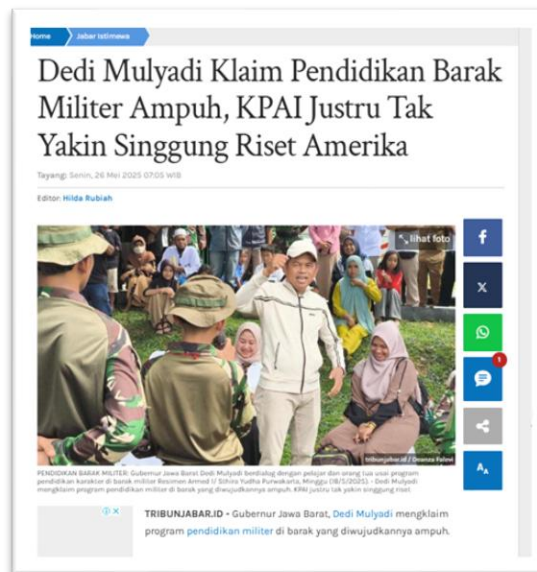 Home Jabar Istimewa
Dedi Mulyadi Klaim Pendidikan Barak
Militer Ampuh, KPAI Justru Tak
Yakin Singgung Riset Amerika
Tayang: Senin, 26 Mei 2025 07:05 WIB
Editor: Hilda Rubiah
lihat foto
1
tribunjabar.id / Deanza Falevi
PENDIDIKAN BARAK MILITER: Gubernur Jawa Barat Dedi Mulyadi berdialog dengan pelajar dan orang tua usai program
pendidikan karakter di barak militer Resimen Armed 1/ Sthira Yudha Purwakarta, Minggu (18/5/2025). - Dedi Mulyadi
mengklaim program pendidikan militer di barak yang diwujudkannya ampuh. KPAI justru tak yakin singgung riset
TRIBUNJABAR.ID - Gubernur Jawa Barat, Dedi Mulyadi mengklaim
program pendidikan militer di barak yang diwujudkannya ampuh.